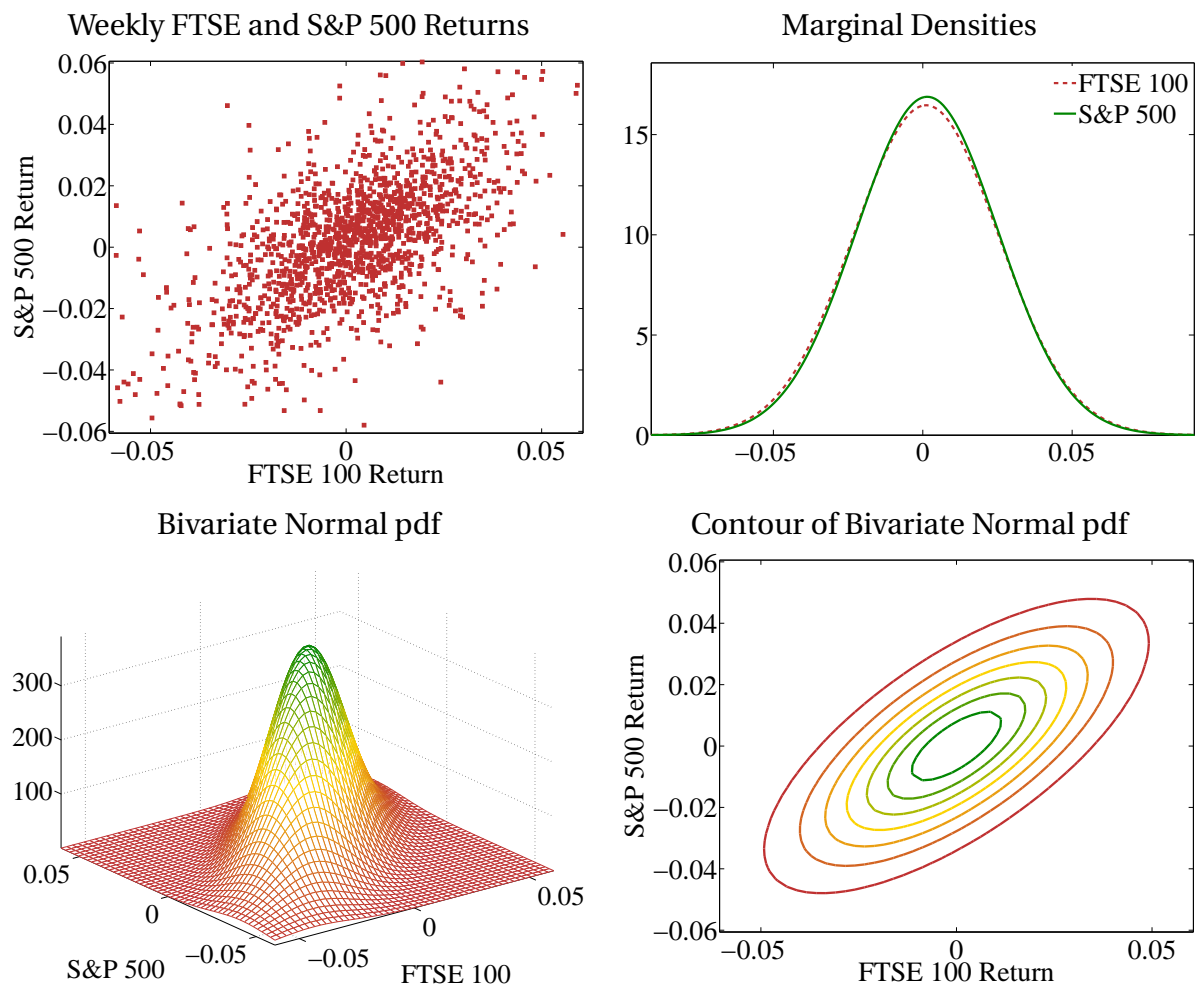 Weekly FTSE and S&P 500 Returns
0.06
0.04
0.02
0
−0.02
−0.04
−0.06
−0.05 0 0.05
S&P 500 Return
FTSE 100 Return
Marginal Densities
FTSE 100
S&P 500
15
10
5
0
−0.05 0 0.05
Bivariate Normal pdf
300
200
100
0.05
0
−0.05
S&P 500
−0.05
0
0.05
FTSE 100
Contour of Bivariate Normal pdf
0.06
0.04
0.02
0
−0.02
−0.04
−0.06
−0.05 0 0.05
S&P 500 Return
FTSE 100 Return